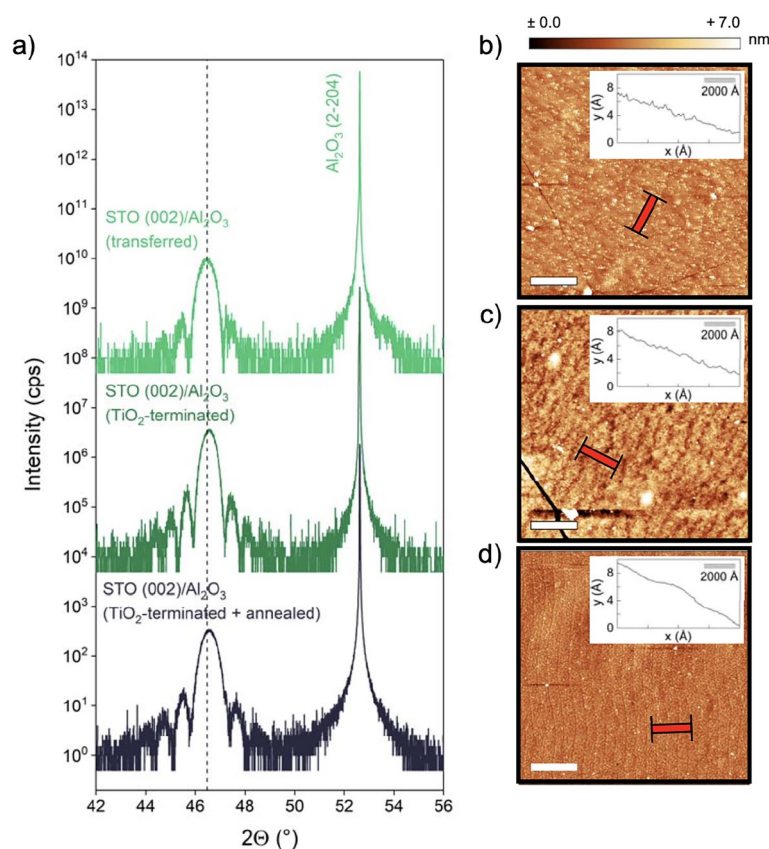 a)
Intensity (cps)
10¹⁴
10¹³
10¹²
10¹¹
10¹⁰
10⁹
10⁸
10⁷
10⁶
10⁵
10⁴
10³
10²
10¹
10⁰
STO (002)/Al₂O₃
(transferred)
Al₂O₃ (2-204)
STO (002)/Al₂O₃
(TiO₂-terminated)
STO (002)/Al₂O₃
(TiO₂-terminated + annealed)
42 44 46 48 50 52 54 56
2Θ (°)
± 0.0 + 7.0
nm
b)
8
4
0
y (Å)
2000 Å
x (Å)
c)
8
4
0
y (Å)
2000 Å
x (Å)
d)
8
4
0
y (Å)
2000 Å
x (Å)